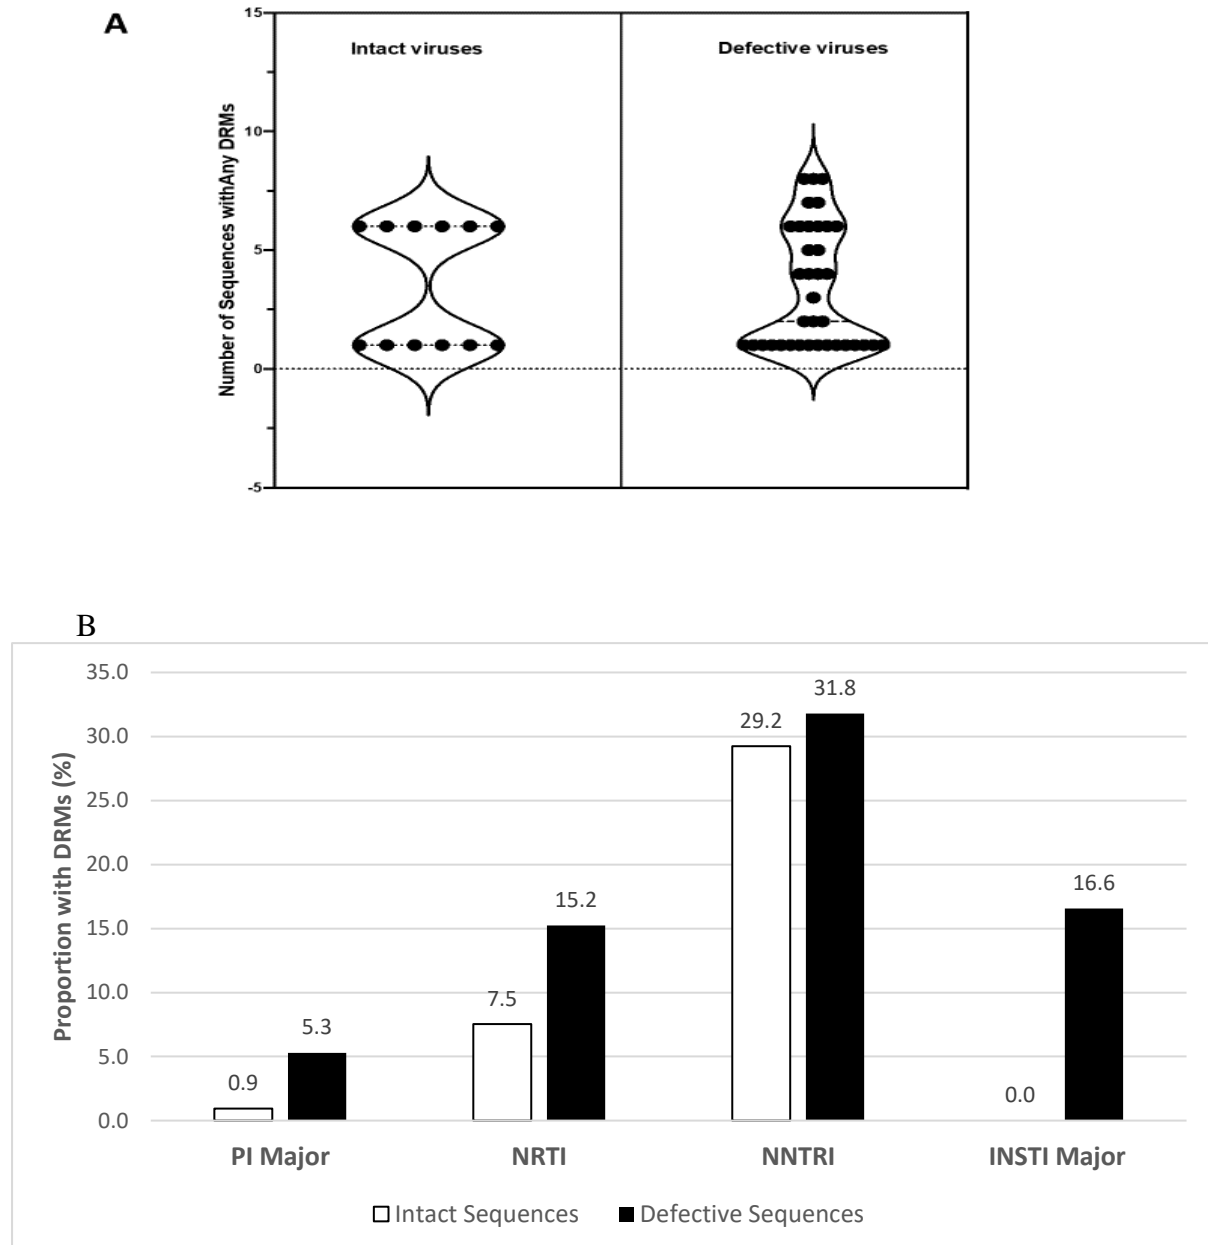 A
Intact viruses
Defective viruses
Number of Sequences withAny DRMs
15
10
5
0
-5
B
Proportion with DRMs (%)
35.0
30.0
25.0
20.0
15.0
10.0
5.0
0.0
0.9
5.3
7.5
15.2
29.2
31.8
0.0
16.6
PI Major
NRTI
NNTRI
INSTI Major
Intact Sequences
Defective Sequences